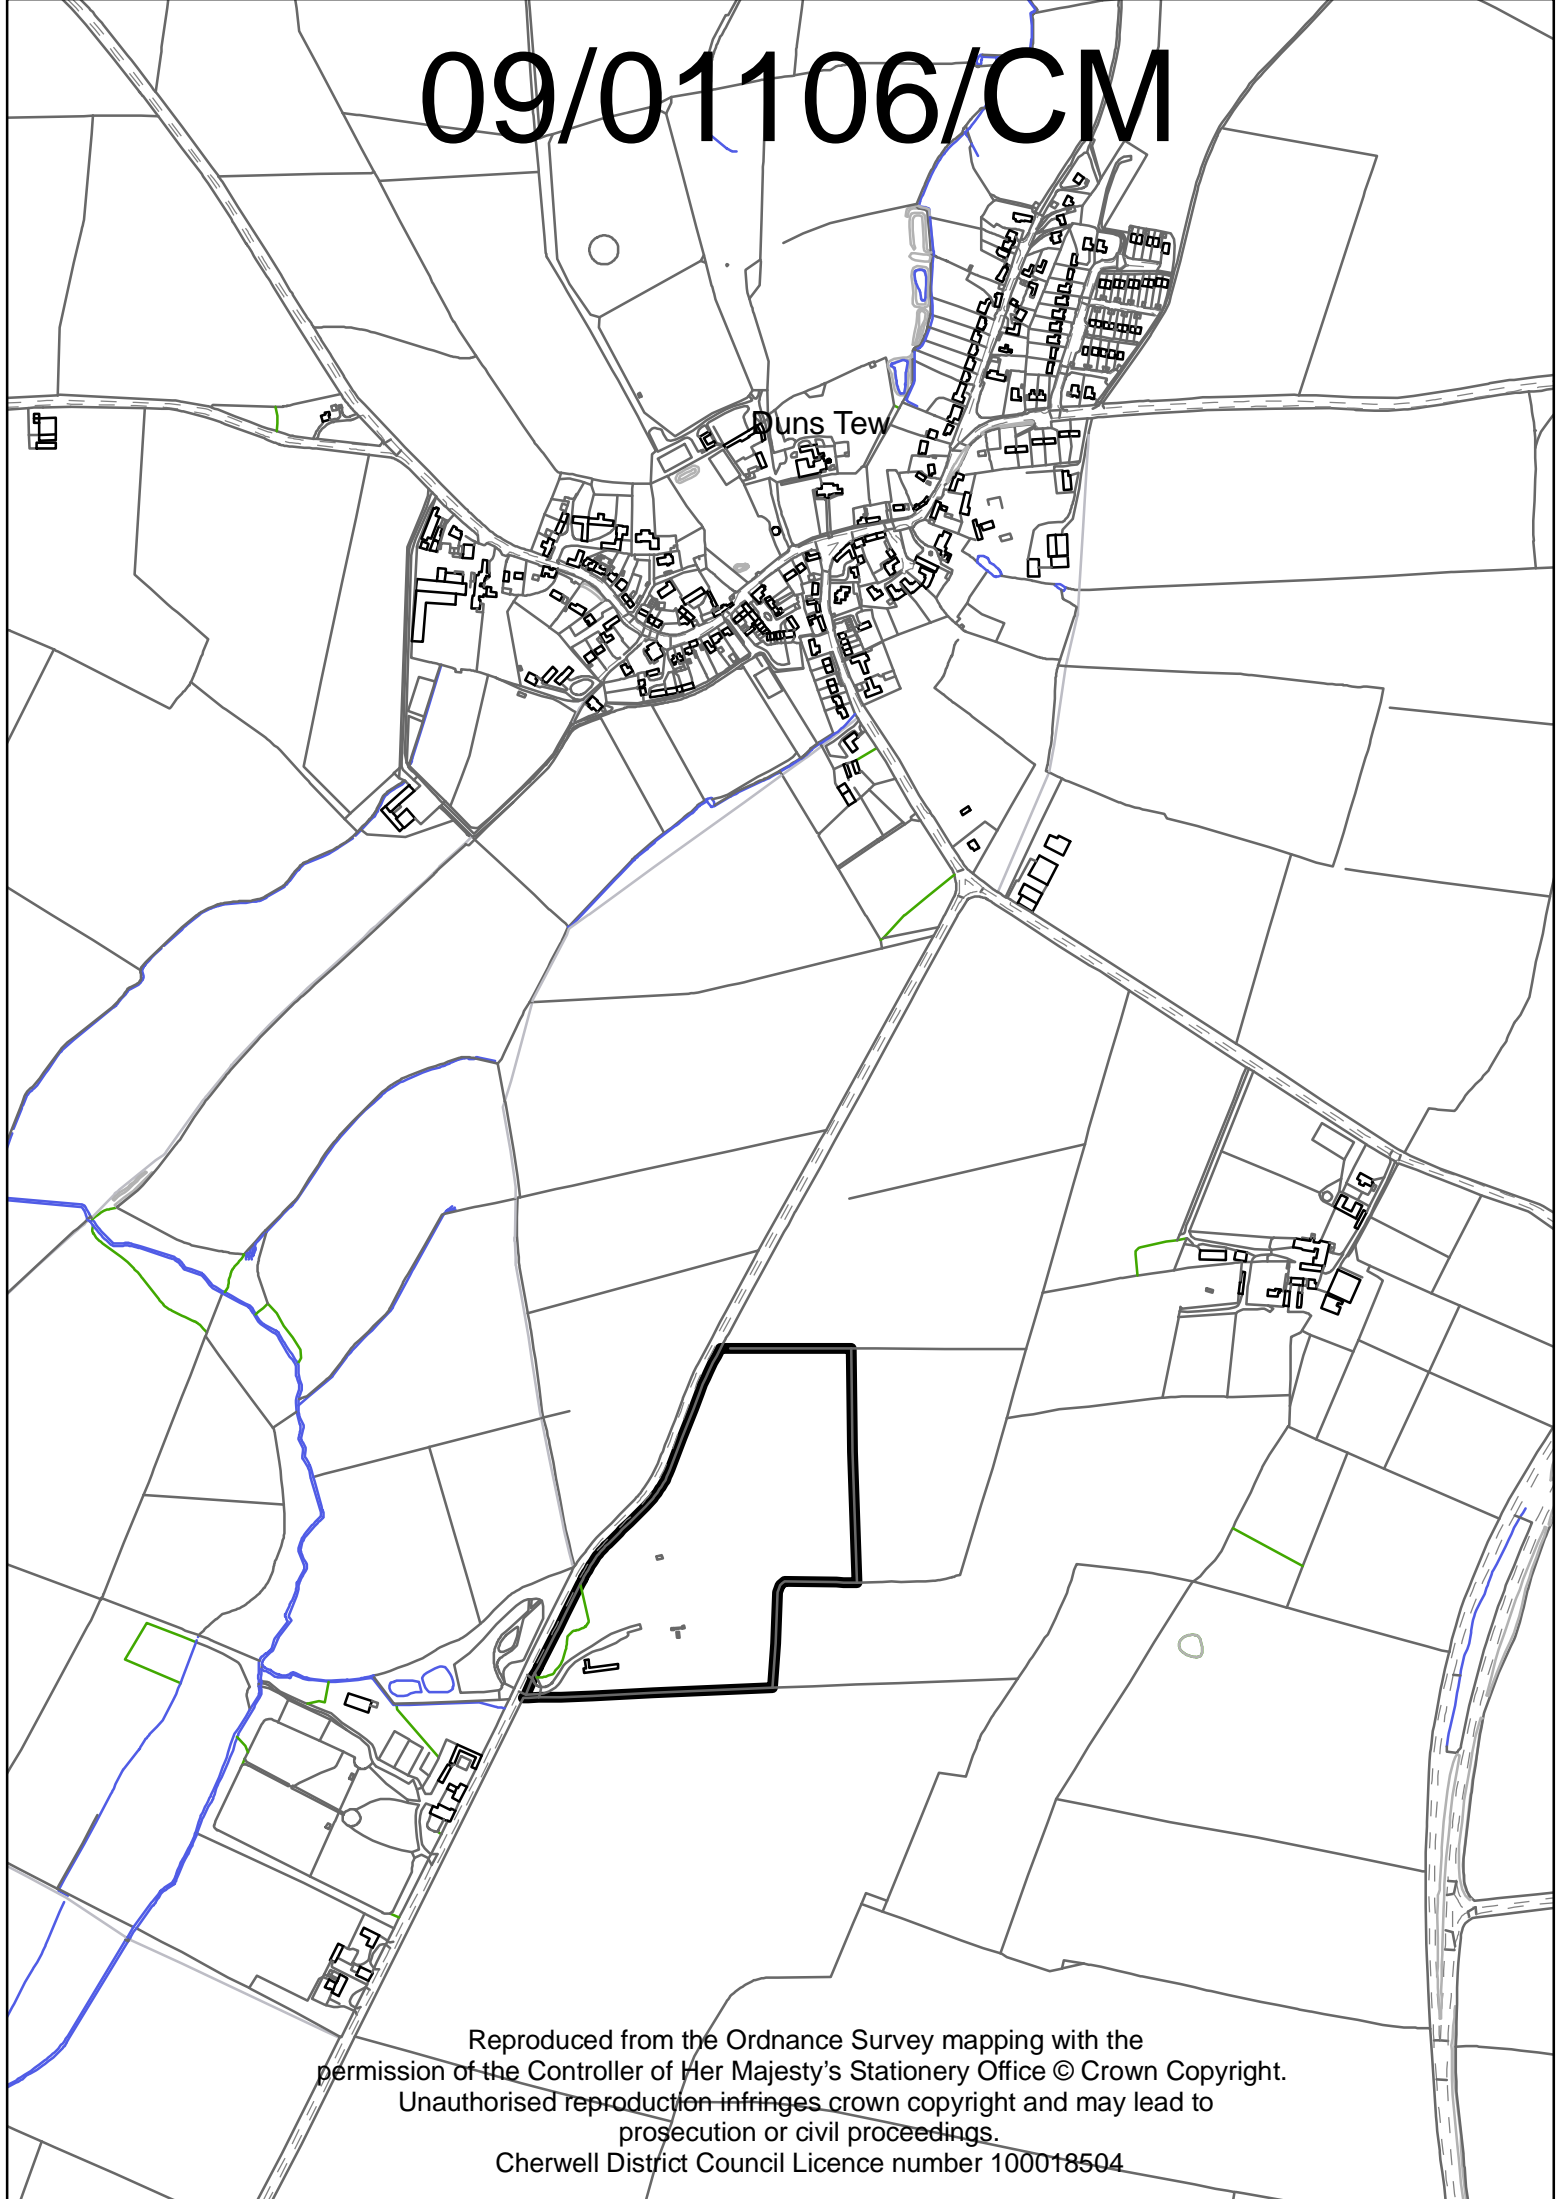 09/01106/CM
Duns Tew
Reproduced from the Ordnance Survey mapping with the
permission of the Controller of Her Majesty's Stationery Office © Crown Copyright.
Unauthorised reproduction infringes crown copyright and may lead to
prosecution or civil proceedings.
Cherwell District Council Licence number 100018504